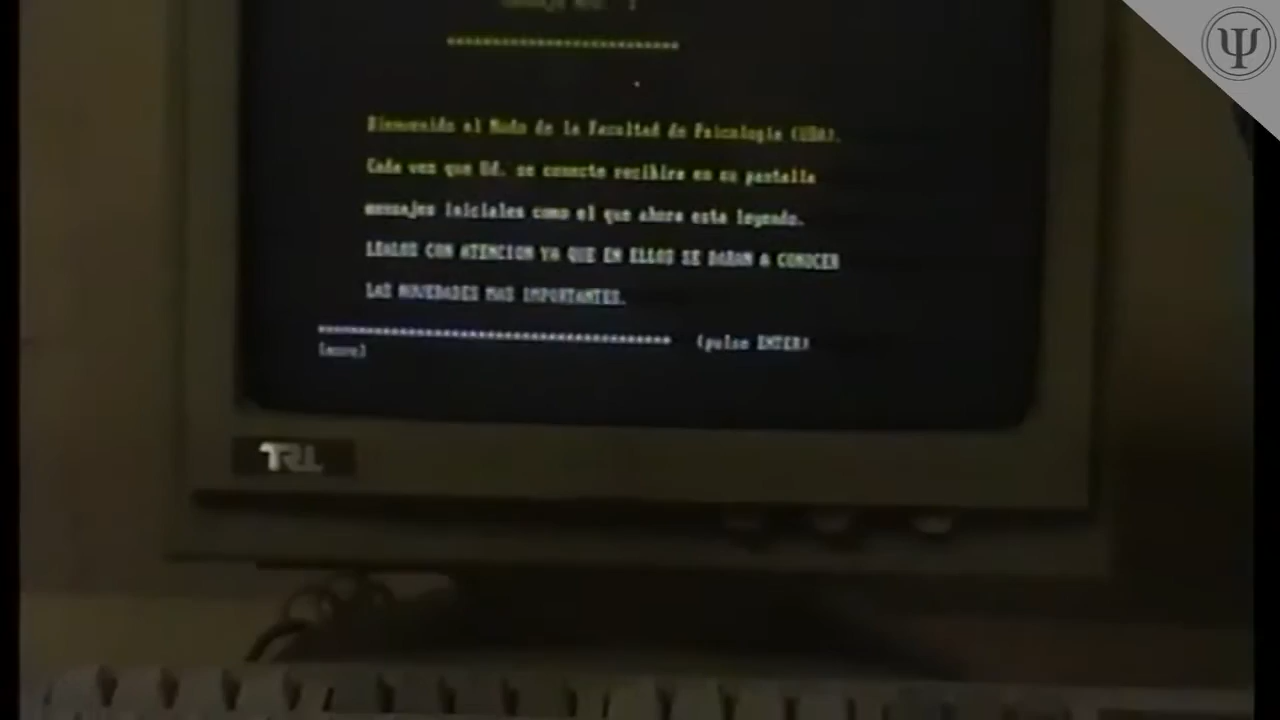 Bienvenido al Nodo de la Facultad de Psicologia (UBA).
Cada vez que Ud. se conecte recibira en su pantalla
mensajes iniciales como el que ahora esta leyendo.
LEALOS CON ATENCION YA QUE EN ELLOS SE DARAN A CONOCER
LAS NOVEDADES MAS IMPORTANTES.
(pulse ENTER)
[more]
TRL
Ψ